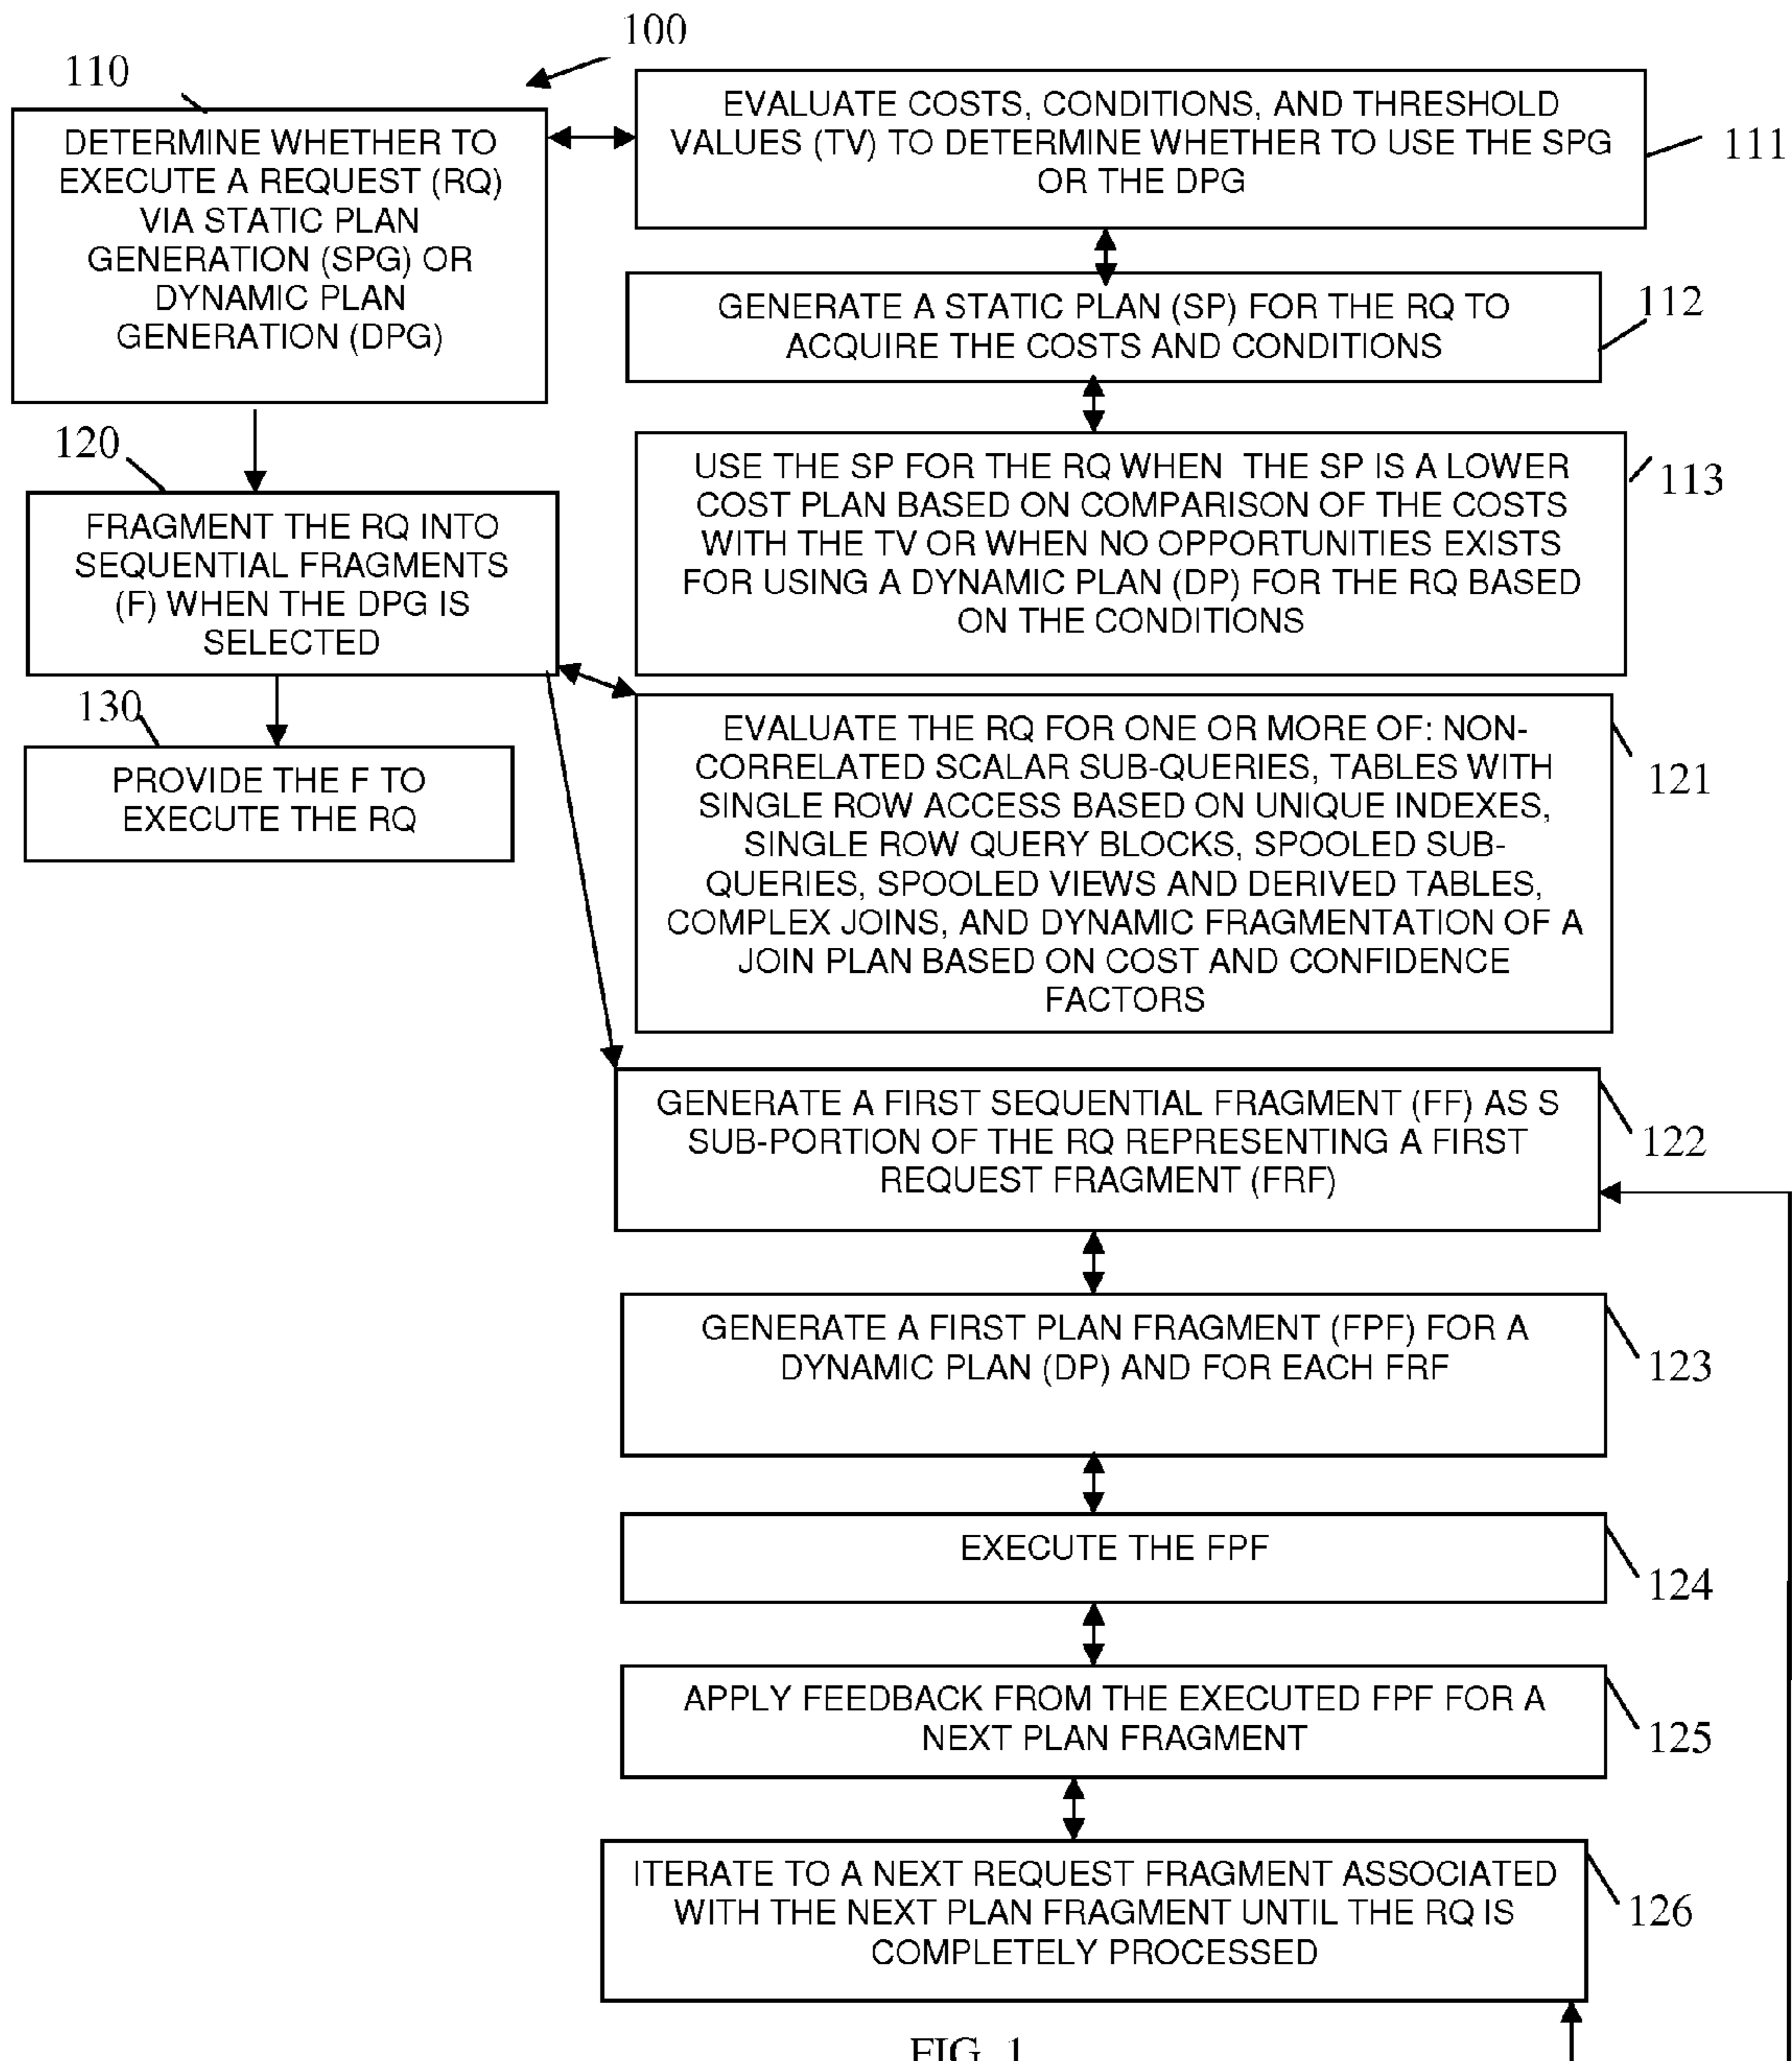 100
110
DETERMINE WHETHER TO
EXECUTE A REQUEST (RQ)
VIA STATIC PLAN
GENERATION (SPG) OR
DYNAMIC PLAN
GENERATION (DPG)
EVALUATE COSTS, CONDITIONS, AND THRESHOLD
VALUES (TV) TO DETERMINE WHETHER TO USE THE SPG
OR THE DPG
111
GENERATE A STATIC PLAN (SP) FOR THE RQ TO
ACQUIRE THE COSTS AND CONDITIONS
112
USE THE SP FOR THE RQ WHEN THE SP IS A LOWER
COST PLAN BASED ON COMPARISON OF THE COSTS
WITH THE TV OR WHEN NO OPPORTUNITIES EXISTS
FOR USING A DYNAMIC PLAN (DP) FOR THE RQ BASED
ON THE CONDITIONS
113
120
FRAGMENT THE RQ INTO
SEQUENTIAL FRAGMENTS
(F) WHEN THE DPG IS
SELECTED
130
PROVIDE THE F TO
EXECUTE THE RQ
EVALUATE THE RQ FOR ONE OR MORE OF: NON-
CORRELATED SCALAR SUB-QUERIES, TABLES WITH
SINGLE ROW ACCESS BASED ON UNIQUE INDEXES,
SINGLE ROW QUERY BLOCKS, SPOOLED SUB-
QUERIES, SPOOLED VIEWS AND DERIVED TABLES,
COMPLEX JOINS, AND DYNAMIC FRAGMENTATION OF A
JOIN PLAN BASED ON COST AND CONFIDENCE
FACTORS
121
GENERATE A FIRST SEQUENTIAL FRAGMENT (FF) AS S
SUB-PORTION OF THE RQ REPRESENTING A FIRST
REQUEST FRAGMENT (FRF)
122
GENERATE A FIRST PLAN FRAGMENT (FPF) FOR A
DYNAMIC PLAN (DP) AND FOR EACH FRF
123
EXECUTE THE FPF
124
APPLY FEEDBACK FROM THE EXECUTED FPF FOR A
NEXT PLAN FRAGMENT
125
ITERATE TO A NEXT REQUEST FRAGMENT ASSOCIATED
WITH THE NEXT PLAN FRAGMENT UNTIL THE RQ IS
COMPLETELY PROCESSED
126
FIG. 1